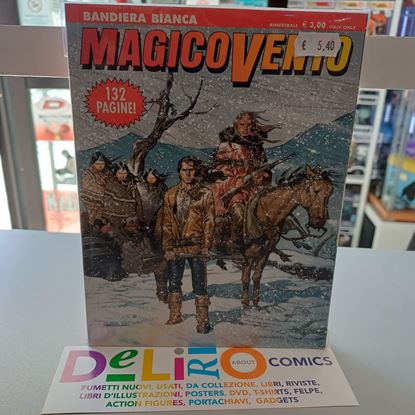 BANDIERA BIANCA
BIMESTRALE € 3,00 ITALY ONLY
€ 5,40
MAGICO VENTO
132
PAGINE!
DELIRIO ABOUT COMICS
FUMETTI NUOVI, USATI, DA COLLEZIONE, LIBRI, RIVISTE,
LIBRI D'ILLUSTRAZIONI, POSTERS, DVD, T-SHIRTS, FELPE,
ACTION FIGURES, PORTACHIAVI, GADGETS